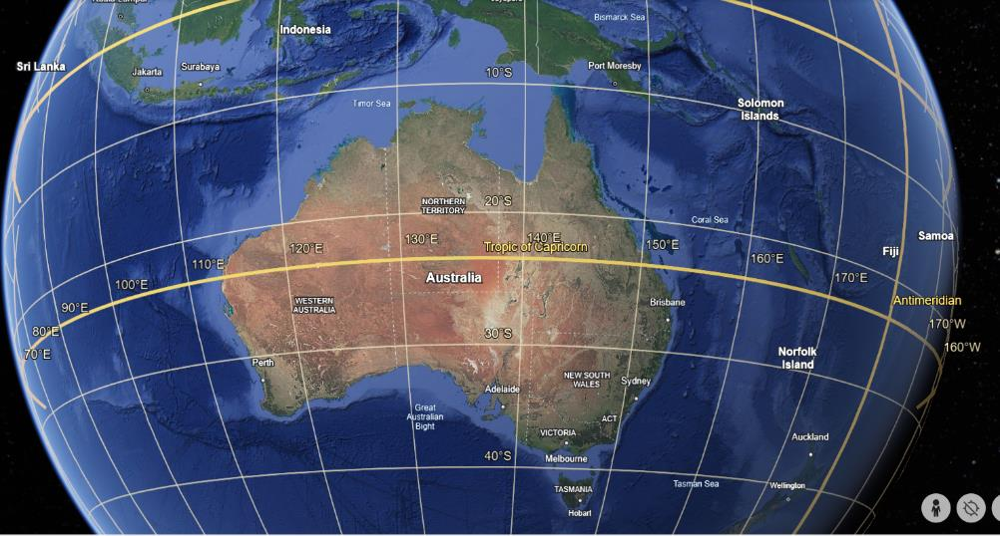 Indonesia
Bismarck Sea
Sri Lanka
Jakarta
Surabaya
Port Moresby
10°S
Timor Sea
Solomon
Islands
NORTHERN
TERRITORY
20°S
Coral Sea
Samoa
Fiji
120°E
130°E
140°E
Tropic of Capricorn
150°E
160°E
110°E
170°E
100°E
Australia
90°E
WESTERN
AUSTRALIA
Brisbane
Antimeridian
80°E
30°S
170°W
70°E
160°W
Perth
Norfolk
Island
Adelaide
NEW SOUTH
WALES
Sydney
Great
Australian
Bight
ACT
VICTORIA
Auckland
40°S
Melbourne
TASMANIA
Tasman Sea
Wellington
Hobart